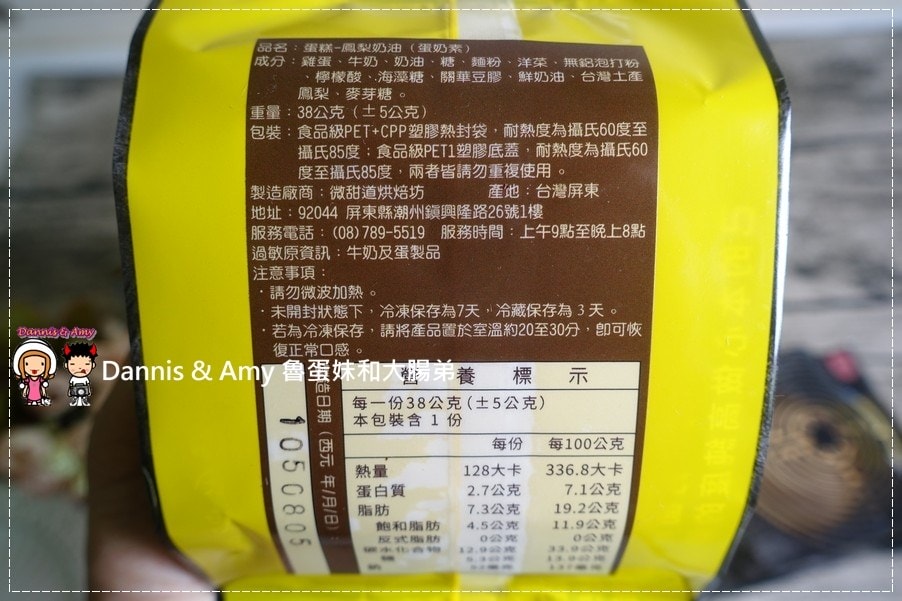 品名：蛋糕-鳳梨奶油（蛋奶素）
成分：雞蛋、牛奶、奶油、糖、麵粉、洋菜、無鋁泡打粉
、檸檬酸、海藻糖、關華豆膠、鮮奶油、台灣土產
鳳梨、麥芽糖。
重量：38公克（±5公克）
包裝：食品級PET+CPP塑膠熱封袋，耐熱度為攝氏60度至
攝氏85度；食品級PET1塑膠底蓋，耐熱度為攝氏60
度至攝氏85度，兩者皆請勿重複使用。
製造廠商：微甜道烘焙坊 產地：台灣屏東
地址：92044 屏東縣潮州鎮興隆路26號1樓
服務電話：(08)789-5519 服務時間：上午9點至晚上8點
過敏原資訊：牛奶及蛋製品
注意事項：
·請勿微波加熱。
·未開封狀態下，冷凍保存為7天，冷藏保存為3天。
·若為冷凍保存，請將產品置於室溫約20至30分，即可恢
復正常口感。
Dannis & Amy
Dannis & Amy 魯蛋妹和大腸弟
營養標示
每一份38公克(±5公克)
本包裝含 1 份
每份 每100公克
熱量 128大卡 336.8大卡
蛋白質 2.7公克 7.1公克
脂肪 7.3公克 19.2公克
飽和脂肪 4.5公克 11.9公克
反式脂肪 0公克 0公克
碳水化合物 12.9公克 33.9公克
糖
鈉
造日期（西元 年/月/日）
1050805